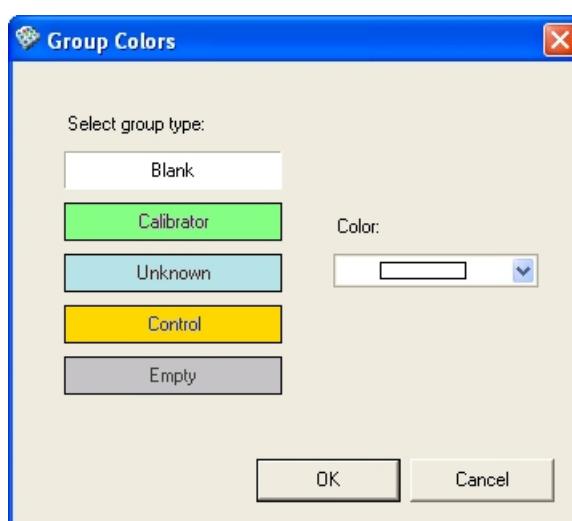 Group Colors
Select group type:
Blank
Calibrator
Color:
Unknown
Control
Empty
OK
Cancel